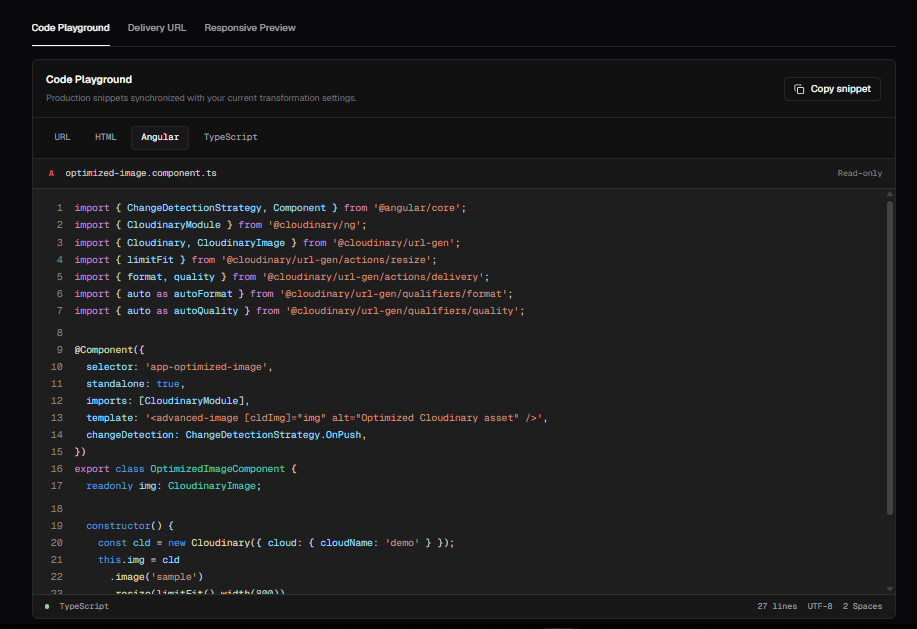 Code Playground Delivery URL Responsive Preview
Code Playground
Production snippets synchronized with your current transformation settings.
Copy snippet
URL HTML Angular TypeScript
A optimized-image.component.ts Read-only
1 import { ChangeDetectionStrategy, Component } from '@angular/core';
2 import { CloudinaryModule } from '@cloudinary/ng';
3 import { Cloudinary, CloudinaryImage } from '@cloudinary/url-gen';
4 import { limitFit } from '@cloudinary/url-gen/actions/resize';
5 import { format, quality } from '@cloudinary/url-gen/actions/delivery';
6 import { auto as autoFormat } from '@cloudinary/url-gen/qualifiers/format';
7 import { auto as autoQuality } from '@cloudinary/url-gen/qualifiers/quality';
8
9 @Component({
10   selector: 'app-optimized-image',
11   standalone: true,
12   imports: [CloudinaryModule],
13   template: '<advanced-image [cldImg]="img" alt="Optimized Cloudinary asset" />',
14   changeDetection: ChangeDetectionStrategy.OnPush,
15 })
16 export class OptimizedImageComponent {
17   readonly img: CloudinaryImage;
18
19   constructor() {
20     const cld = new Cloudinary({ cloud: { cloudName: 'demo' } });
21     this.img = cld
22       .image('sample')
23       .resize(limitFit().width(800))
TypeScript 27 lines UTF-8 2 Spaces